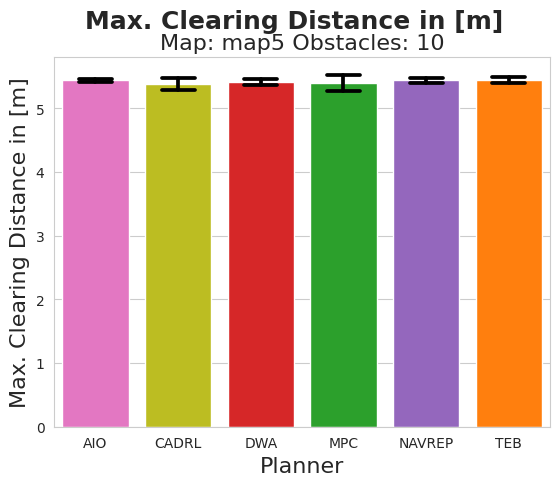 Max. Clearing Distance in [m]
Map: map5 Obstacles: 10
Max. Clearing Distance in [m]
5
4
3
2
1
0
AIO CADRL DWA MPC NAVREP TEB
Planner